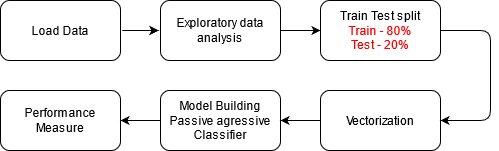 Load Data
Exploratory data
analysis
Train Test split
Train - 80%
Test - 20%
Vectorization
Model Building
Passive agressive
Classifier
Performance
Measure